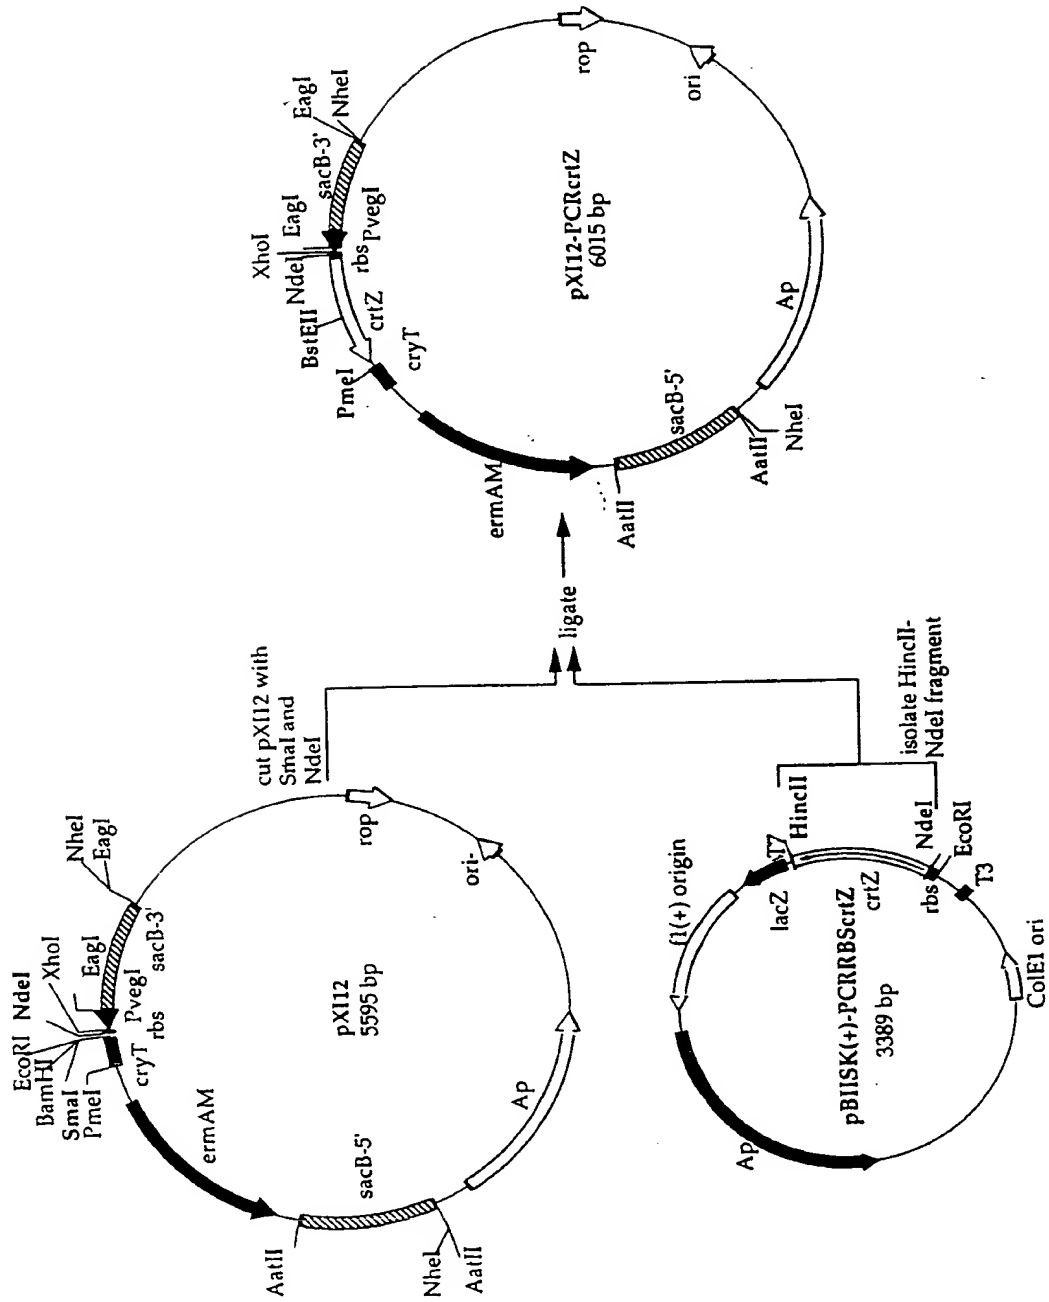 EcoRI
NdeI
BamHI
SmaI
PmeI
XhoI
EagI
NheI
EagI
PvegI
rbs
cryT
sacB-3'
ermAM
pXI12
5595 bp
rop
ori-
Ap
sacB-5'
AatII
NheI
AatII
cut pXI12 with
SmaI and
NdeI
f1(+) origin
lacZ
T7
HincII
crtZ
NdeI
EcoRI
rbs
T3
ColE1 ori
Ap
pBIISK(+)-PCRRBScrtZ
3389 bp
isolate HincII-
NdeI fragment
ligate
XhoI
NdeI
EagI
BstEII
PmeI
rbs
PvegI
sacB-3'
EagI
NheI
crtZ
cryT
ermAM
pXI12-PCRcrtZ
6015 bp
rop
ori
Ap
sacB-5'
AatII
AatII
NheI